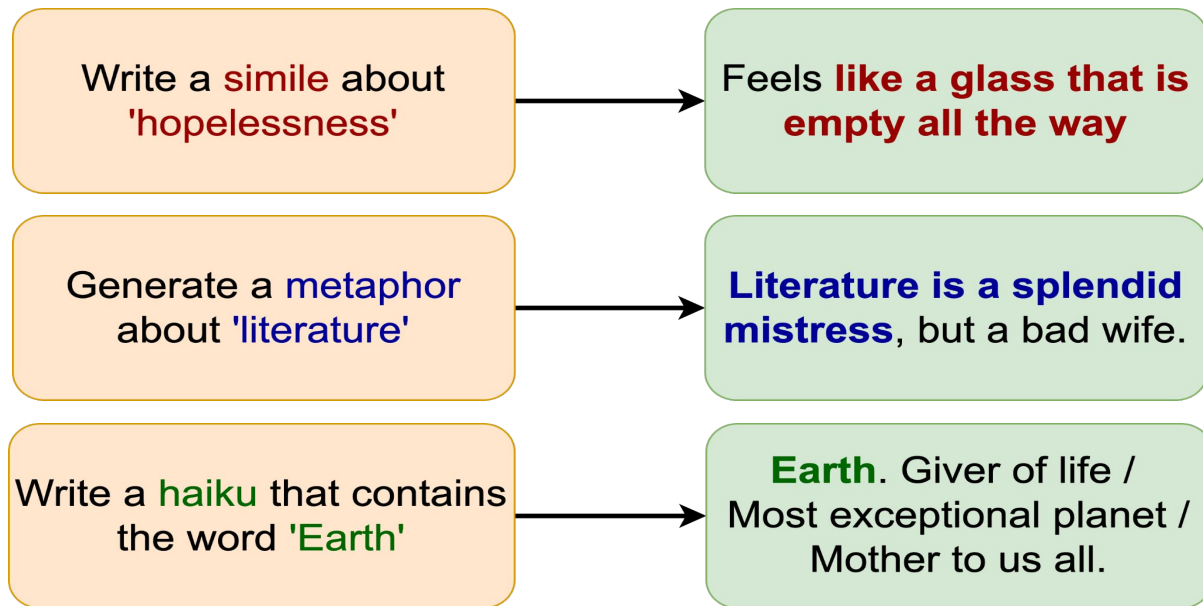 Write a simile about
'hopelessness'
Feels like a glass that is
empty all the way
Generate a metaphor
about 'literature'
Literature is a splendid
mistress, but a bad wife.
Write a haiku that contains
the word 'Earth'
Earth. Giver of life /
Most exceptional planet /
Mother to us all.